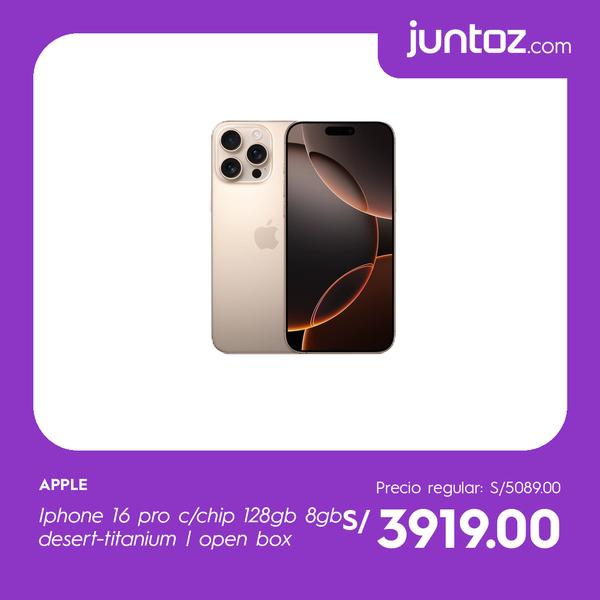 juntoz.com
APPLE
Iphone 16 pro c/chip 128gb 8gb
desert-titanium | open box
Precio regular: S/5089.00
S/ 3919.00